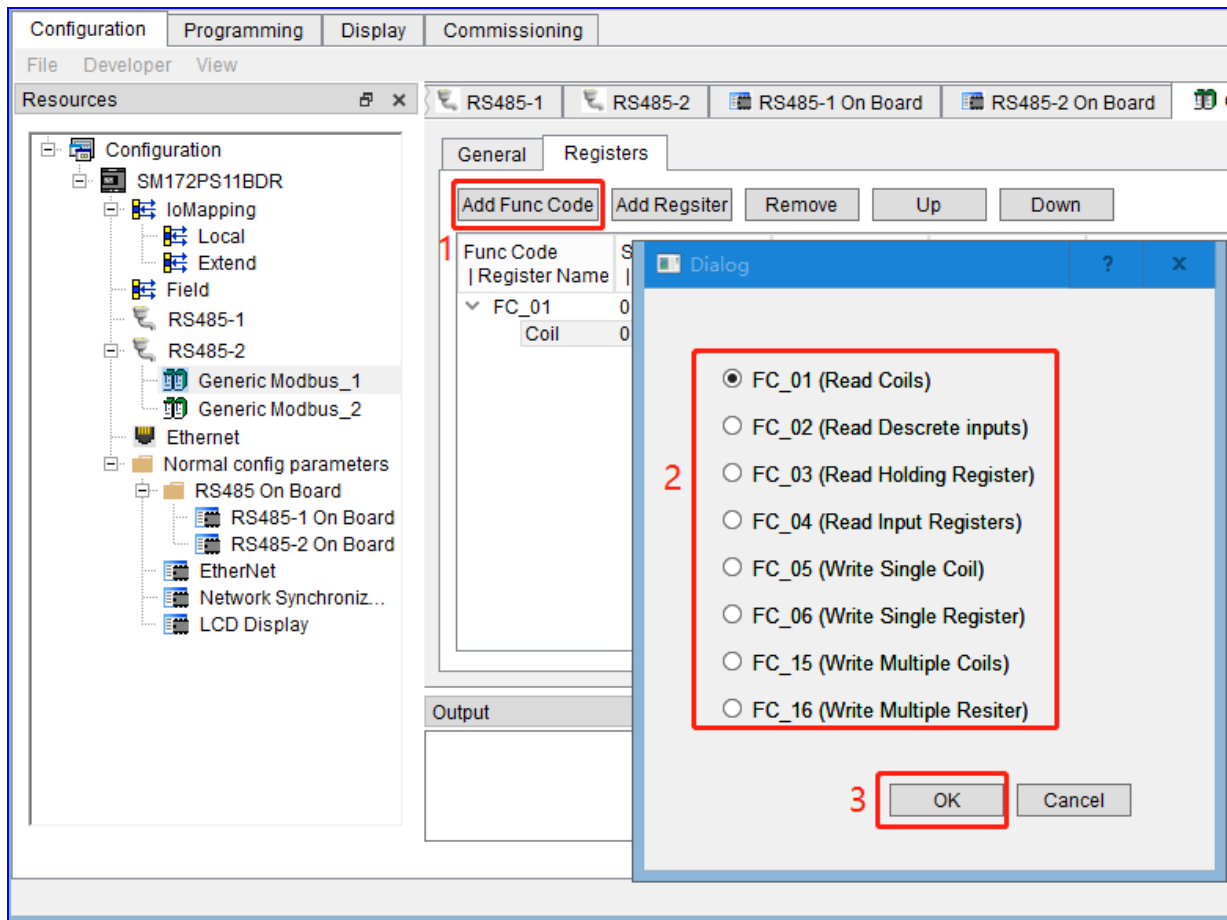 Configuration Programming Display Commissioning
File Developer View
Resources
RS485-1 RS485-2 RS485-1 On Board RS485-2 On Board
Configuration
SM172PS11BDR
IoMapping
Local
Extend
Field
RS485-1
RS485-2
Generic Modbus_1
Generic Modbus_2
Ethernet
Normal config parameters
RS485 On Board
RS485-1 On Board
RS485-2 On Board
EtherNet
Network Synchroniz...
LCD Display
General Registers
Add Func Code Add Regsiter Remove Up Down
1
Func Code S
| Register Name |
FC_01 0
Coil 0
Output
Dialog ? x
2
FC_01 (Read Coils)
FC_02 (Read Descrete inputs)
FC_03 (Read Holding Register)
FC_04 (Read Input Registers)
FC_05 (Write Single Coil)
FC_06 (Write Single Register)
FC_15 (Write Multiple Coils)
FC_16 (Write Multiple Resiter)
3 OK Cancel